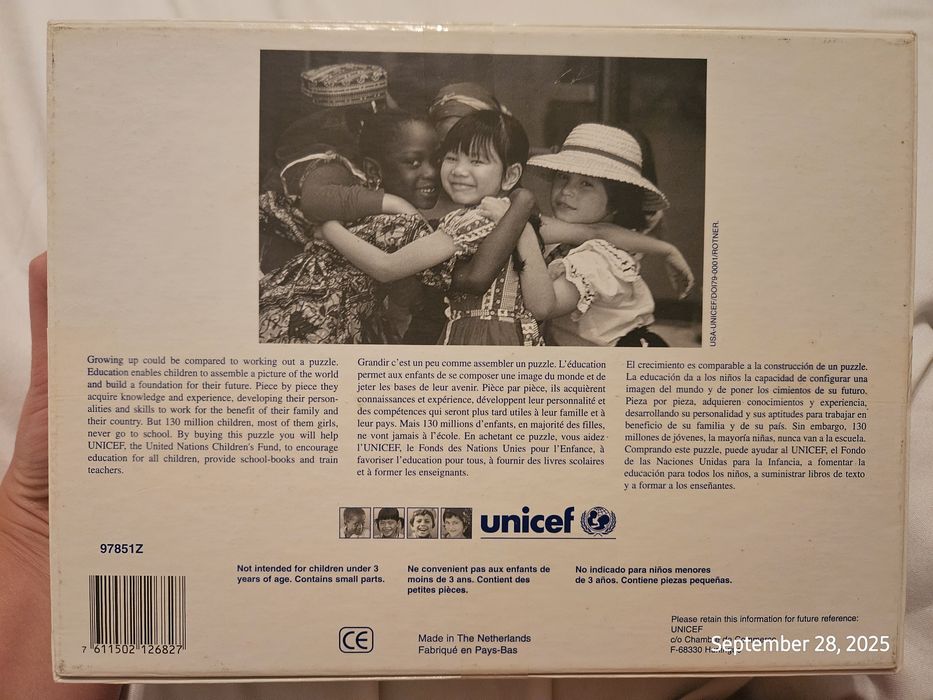 USA-UNICEF/DOI79-0001/ROTNER.
Growing up could be compared to working out a puzzle.
Education enables children to assemble a picture of the world
and build a foundation for their future. Piece by piece they
acquire knowledge and experience, developing their person-
alities and skills to work for the benefit of their family and
their country. But 130 million children, most of them girls,
never go to school. By buying this puzzle you will help
UNICEF, the United Nations Children's Fund, to encourage
education for all children, provide school-books and train
teachers.
Grandir c'est un peu comme assembler un puzzle. L'éducation
permet aux enfants de se composer une image du monde et de
jeter les bases de leur avenir. Pièce par pièce, ils acquièrent
connaissances et expérience, développent leur personnalité et
des compétences qui seront plus tard utiles à leur famille et à
leur pays. Mais 130 millions d'enfants, en majorité des filles,
ne vont jamais à l'école. En achetant ce puzzle, vous aidez
l'UNICEF, le Fonds des Nations Unies pour l'Enfance, à
favoriser l'education pour tous, à fournir des livres scolaires
et à former les enseignants.
El crecimiento es comparable a la construcción de un puzzle.
La educación da a los niños la capacidad de configurar una
imagen del mundo y de poner los cimientos de su futuro.
Pieza por pieza, adquieren conocimientos y experiencia,
desarrollando su personalidad y sus aptitudes para trabajar en
beneficio de su familia y de su país. Sin embargo, 130
millones de jóvenes, la mayoría niñas, nunca van a la escuela.
Comprando este puzzle, puede ayudar al UNICEF, el Fondo
de las Naciones Unidas para la Infancia, a fomentar la
educación para todos los niños, a suministrar libros de texto
y a formar a los enseñantes.
unicef
97851Z
Not intended for children under 3
years of age. Contains small parts.
Ne convient pas aux enfants de
moins de 3 ans. Contient des
petites pièces.
No indicado para niños menores
de 3 años. Contiene piezas pequeñas.
7 611502 126827
CE
Made in The Netherlands
Fabriqué en Pays-Bas
Please retain this information for future reference:
UNICEF
c/o
F-68330
September 28, 2025